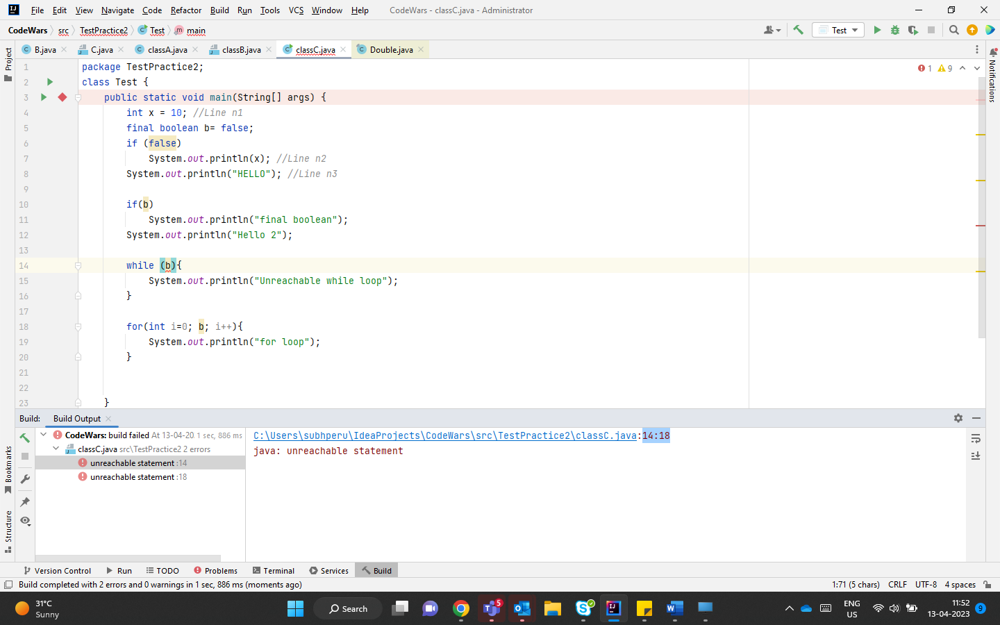 File Edit View Navigate Code Refactor Build Run Tools VCS Window Help CodeWars - classC.java - Administrator
CodeWars src TestPractice2 Test main Test
B.java C.java classA.java classB.java classC.java Double.java
Project
Notifications
Bookmarks
Structure
1 9
1 package TestPractice2;
2 class Test {
3 public static void main(String[] args) {
4 int x = 10; //Line n1
5 final boolean b= false;
6 if (false)
7 System.out.println(x); //Line n2
8 System.out.println("HELLO"); //Line n3
9
10 if(b)
11 System.out.println("final boolean");
12 System.out.println("Hello 2");
13
14 while (b){
15 System.out.println("Unreachable while loop");
16 }
17
18 for(int i=0; b; i++){
19 System.out.println("for loop");
20 }
21
22
23 }
Build: Build Output
CodeWars: build failed At 13-04-20 1 sec, 886 ms
classC.java src\TestPractice2 2 errors
unreachable statement :14
unreachable statement :18
C:\Users\subhperu\IdeaProjects\CodeWars\src\TestPractice2\classC.java:14:18
java: unreachable statement
Version Control Run TODO Problems Terminal Services Build
Build completed with 2 errors and 0 warnings in 1 sec, 886 ms (moments ago) 1:71 (5 chars) CRLF UTF-8 4 spaces
31°C
Sunny
Search
5
ENG
US
11:52
13-04-2023
9